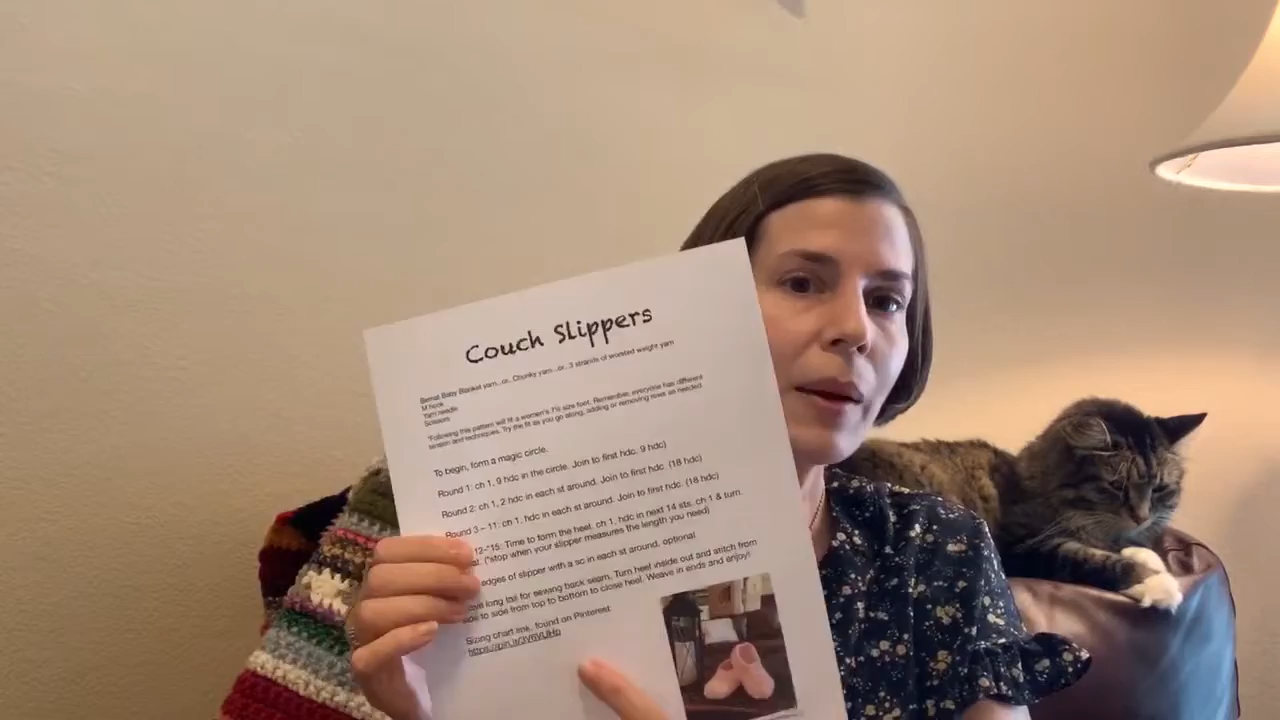 Couch Slippers
Bernat Baby Blanket yarn...or.. Chunky yarn...or...3 strands of worsted weight yarn
M hook
Yarn needle
Scissors
*Following this pattern will fit a women's 7½ size foot. Remember, everyone has different
tension and techniques. Try the fit as you go along, adding or removing rows as needed.
To begin, form a magic circle.
Round 1: ch 1, 9 hdc in the circle. Join to first hdc. 9 hdc)
Round 2: ch 1, 2 hdc in each st around. Join to first hdc. (18 hdc)
Round 3 – 11: ch 1, hdc in each st around. Join to first hdc. (18 hdc)
12-*15: Time to form the heel. ch 1, hdc in next 14 sts. ch 1 & turn.
(*stop when your slipper measures the length you need)
edges of slipper with a sc in each st around, optional.
long tail for sewing back seam. Turn heel inside out and stitch from
side to side from top to bottom to close heel. Weave in ends and enjoy!
Sizing chart link, found on Pinterest: